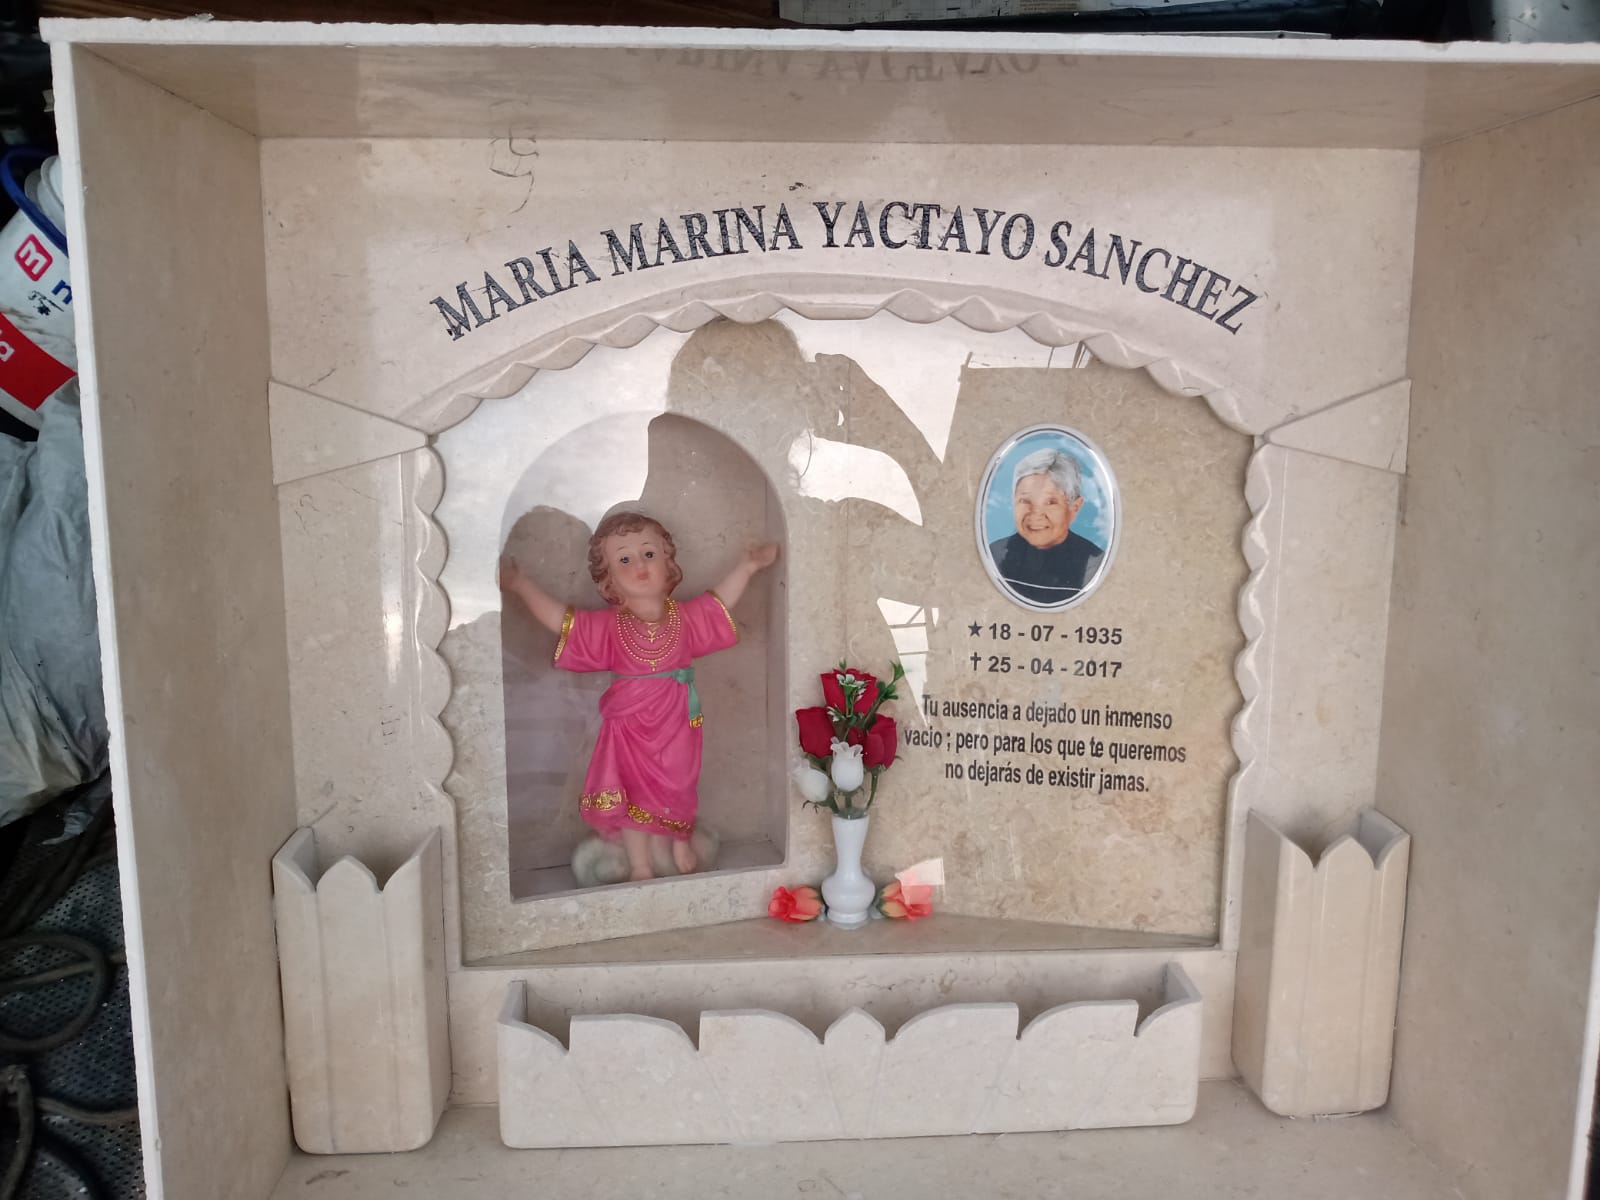 MARIA MARINA YACTAYO SANCHEZ
★ 18 - 07 - 1935
✝ 25 - 04 - 2017
Tu ausencia a dejado un inmenso
vacio ; pero para los que te queremos
no dejarás de existir jamas.